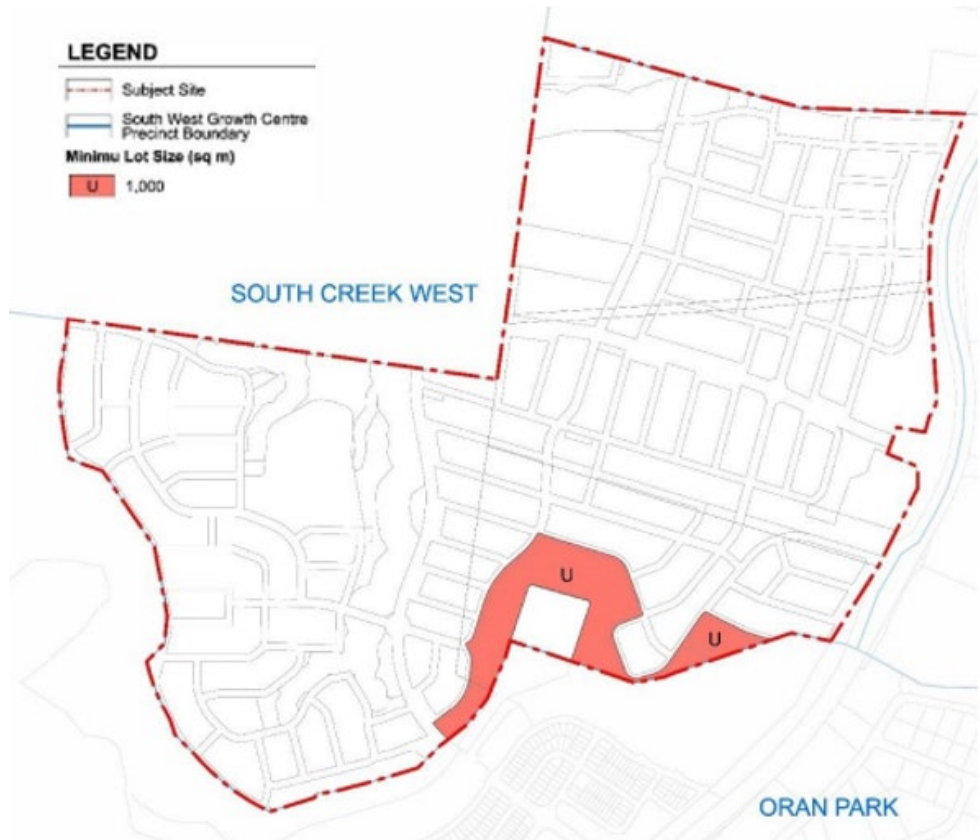 LEGEND
Subject Site
South West Growth Centre
Precinct Boundary
Minimu Lot Size (sq m)
U 1,000
SOUTH CREEK WEST
U
U
ORAN PARK